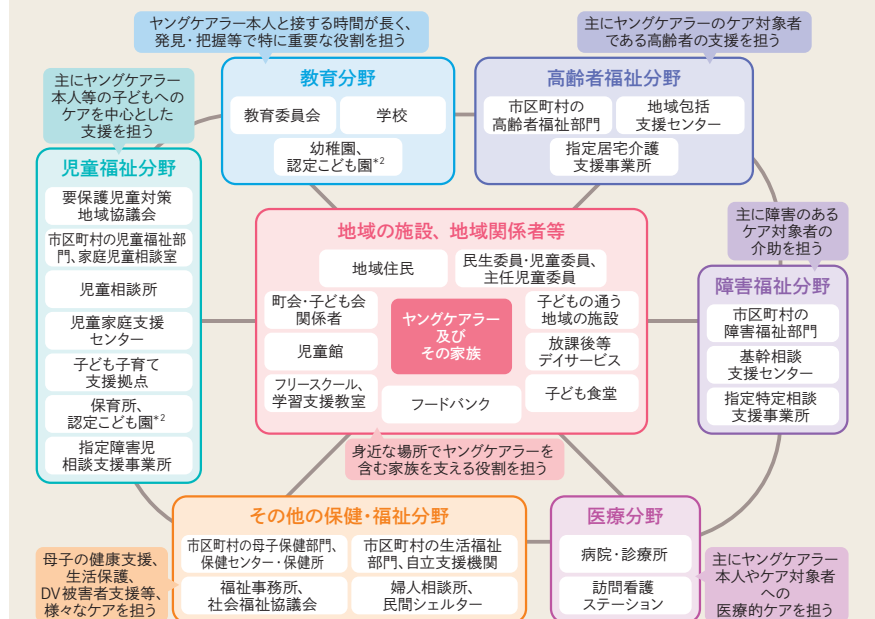 ヤングケアラー本人と接する時間が長く、
発見・把握等で特に重要な役割を担う
教育分野
教育委員会
学校
幼稚園、
認定こども園*2
主にヤングケアラーのケア対象者
である高齢者の支援を担う
高齢者福祉分野
市区町村の
高齢者福祉部門
地域包括
支援センター
指定居宅介護
支援事業所
主にヤングケアラー
本人等の子どもへの
ケアを中心とした
支援を担う
児童福祉分野
要保護児童対策
地域協議会
市区町村の児童福祉部
門、家庭児童相談室
児童相談所
児童家庭支援
センター
子ども子育て
支援拠点
保育所、
認定こども園*2
指定障害児
相談支援事業所
地域の施設、地域関係者等
地域住民
民生委員・児童委員、
主任児童委員
町会・子ども会
関係者
児童館
フリースクール、
学習支援教室
ヤングケアラー
及び
その家族
子どもの通う
地域の施設
放課後等
デイサービス
子ども食堂
フードバンク
身近な場所でヤングケアラーを
含む家族を支える役割を担う
主に障害のある
ケア対象者の
介助を担う
障害福祉分野
市区町村の
障害福祉部門
基幹相談
支援センター
指定特定相談
支援事業所
その他の保健・福祉分野
市区町村の母子保健部門、
保健センター・保健所
市区町村の生活福祉
部門、自立支援機関
福祉事務所、
社会福祉協議会
婦人相談所、
民間シェルター
母子の健康支援、
生活保護、
DV被害者支援等、
様々なケアを担う
医療分野
病院・診療所
訪問看護
ステーション
主にヤングケアラー
本人やケア対象者
への
医療的ケアを担う